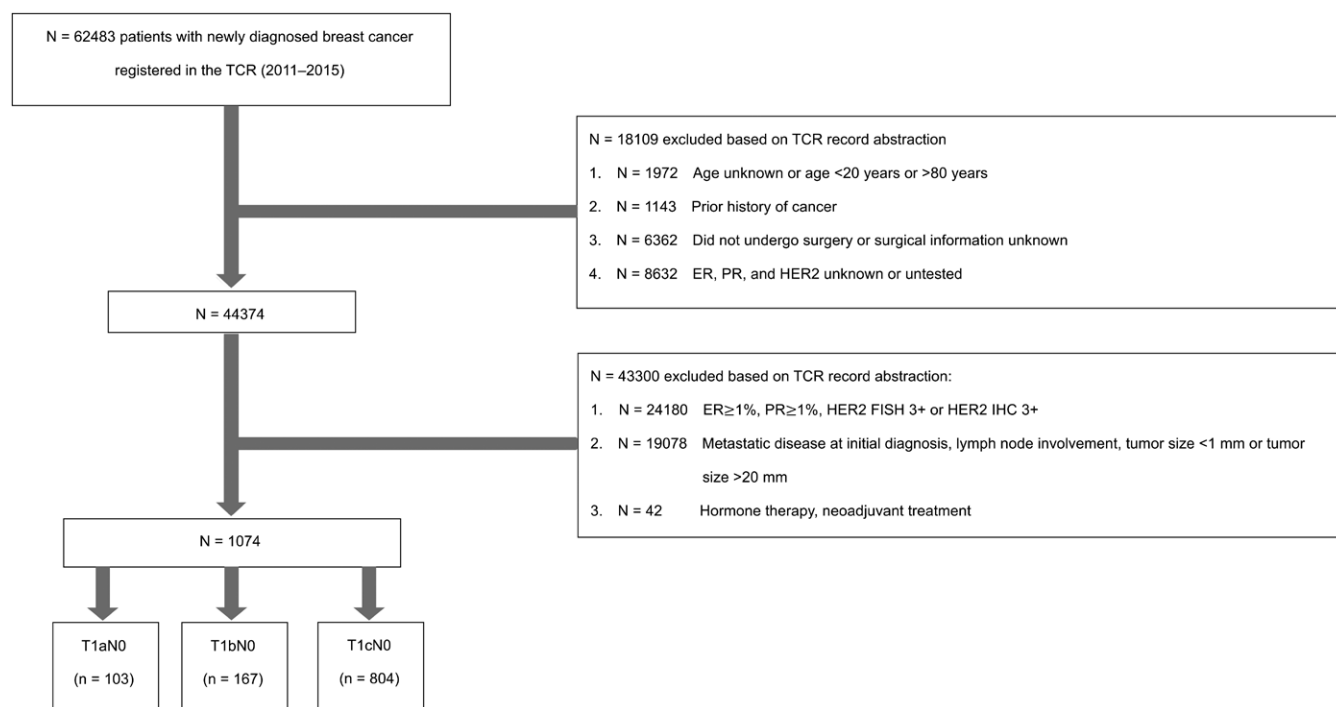 N = 62483 patients with newly diagnosed breast cancer
registered in the TCR (2011–2015)
N = 18109 excluded based on TCR record abstraction
1. N = 1972 Age unknown or age <20 years or >80 years
2. N = 1143 Prior history of cancer
3. N = 6362 Did not undergo surgery or surgical information unknown
4. N = 8632 ER, PR, and HER2 unknown or untested
N = 44374
N = 43300 excluded based on TCR record abstraction:
1. N = 24180 ER≥1%, PR≥1%, HER2 FISH 3+ or HER2 IHC 3+
2. N = 19078 Metastatic disease at initial diagnosis, lymph node involvement, tumor size <1 mm or tumor
size >20 mm
3. N = 42 Hormone therapy, neoadjuvant treatment
N = 1074
T1aN0
(n = 103)
T1bN0
(n = 167)
T1cN0
(n = 804)